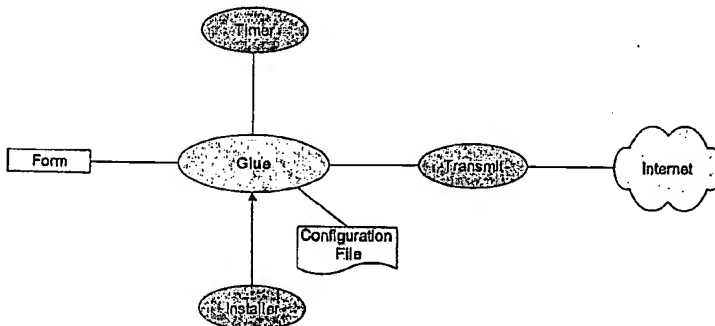 Timer
Form
Glue
Transmit
Internet
Configuration
File
Installer